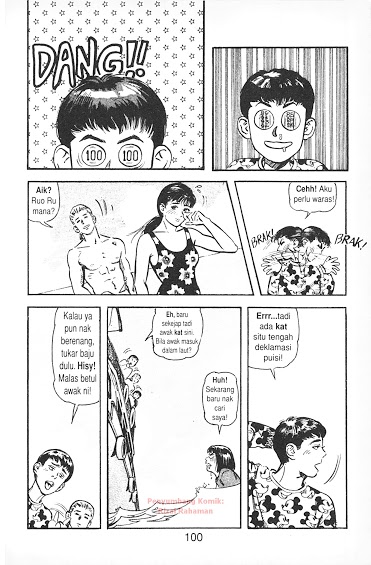 DANG!!
100 100
Cehh! Aku
perlu waras!
BRAK!
BRAK!
Aik?
Ruo Ru
mana?
Errr...tadi
ada kat
situ tengah
deklamasi
puisi!
Eh, baru
sekejap tadi
awak kat sini.
Bila awak masuk
dalam laut?
Huh!
Sekarang
baru nak
cari
saya!
Kalau ya
pun nak
berenang,
tukar baju
dulu. Hisy!
Malas betul
awak ni!
Penyumbang Komik:
Rahaman
100